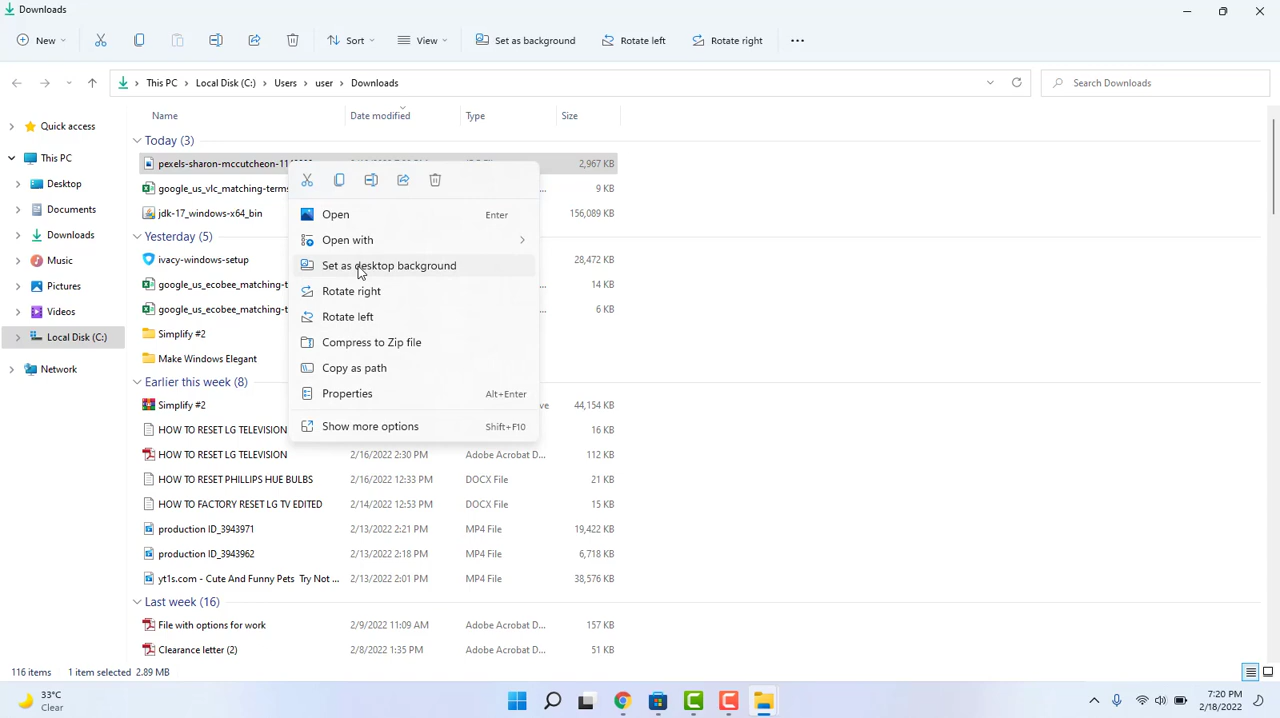 Downloads
New
Sort
View
Set as background
Rotate left
Rotate right
This PC
Local Disk (C:)
Users
user
Downloads
Search Downloads
Name
Date modified
Type
Size
Quick access
This PC
Desktop
Documents
Downloads
Music
Pictures
Videos
Local Disk (C:)
Network
Today (3)
pexels-sharon-mccutcheon- 2,967 KB
google_us_vlc_matching-terms 9 KB
jdk-17_windows-x64_bin 156,089 KB
Yesterday (5)
ivacy-windows-setup 28,472 KB
google_us_ecobee_matching-t 14 KB
google_us_ecobee_matching-t 6 KB
Simplify #2
Make Windows Elegant
Earlier this week (8)
Simplify #2 ve 44,154 KB
HOW TO RESET LG TELEVISION 16 KB
HOW TO RESET LG TELEVISION 2/16/2022 2:30 PM Adobe Acrobat D... 112 KB
HOW TO RESET PHILLIPS HUE BULBS 2/16/2022 12:33 PM DOCX File 21 KB
HOW TO FACTORY RESET LG TV EDITED 2/14/2022 12:53 PM DOCX File 15 KB
production ID_3943971 2/13/2022 2:21 PM MP4 File 19,422 KB
production ID_3943962 2/13/2022 2:18 PM MP4 File 6,718 KB
yt1s.com - Cute And Funny Pets Try Not ... 2/13/2022 2:01 PM MP4 File 38,576 KB
Last week (16)
File with options for work 2/9/2022 11:09 AM Adobe Acrobat D... 157 KB
Clearance letter (2) 2/8/2022 1:35 PM Adobe Acrobat D... 51 KB
Open Enter
Open with
Set as desktop background
Rotate right
Rotate left
Compress to Zip file
Copy as path
Properties Alt+Enter
Show more options Shift+F10
116 items 1 item selected 2.89 MB
33°C
Clear
7:20 PM
2/18/2022